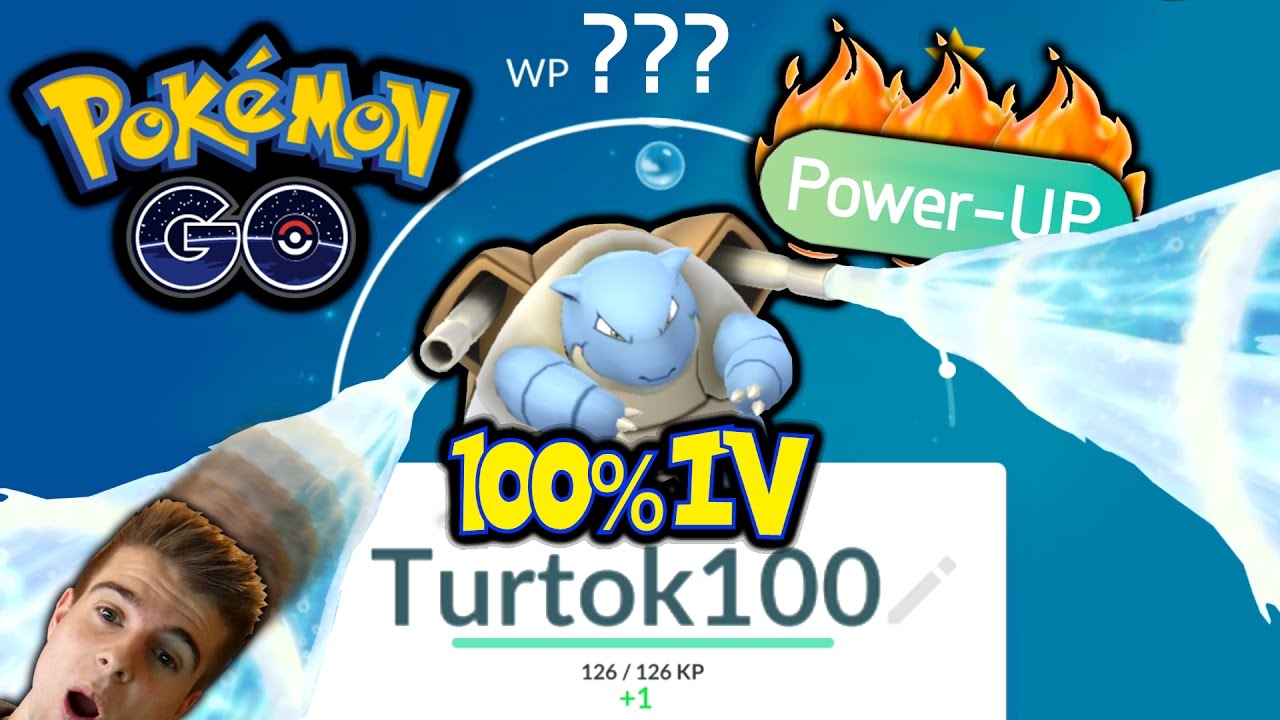 POKéMON
GO
WP ???
Power-UP
100% IV
Turtok100
126 / 126 KP
+1